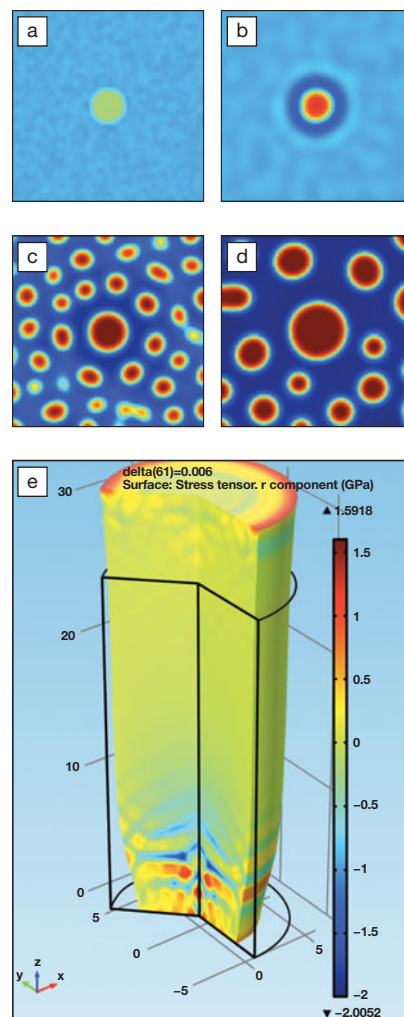 a
b
c
d
e
delta(61)=0.006
Surface: Stress tensor. r component (GPa)
▲ 1.5918
30
20
10
0
5
0
−5
0
5
1.5
1
0.5
0
−0.5
−1
−1.5
−2
▼ −2.0052
z
y
x